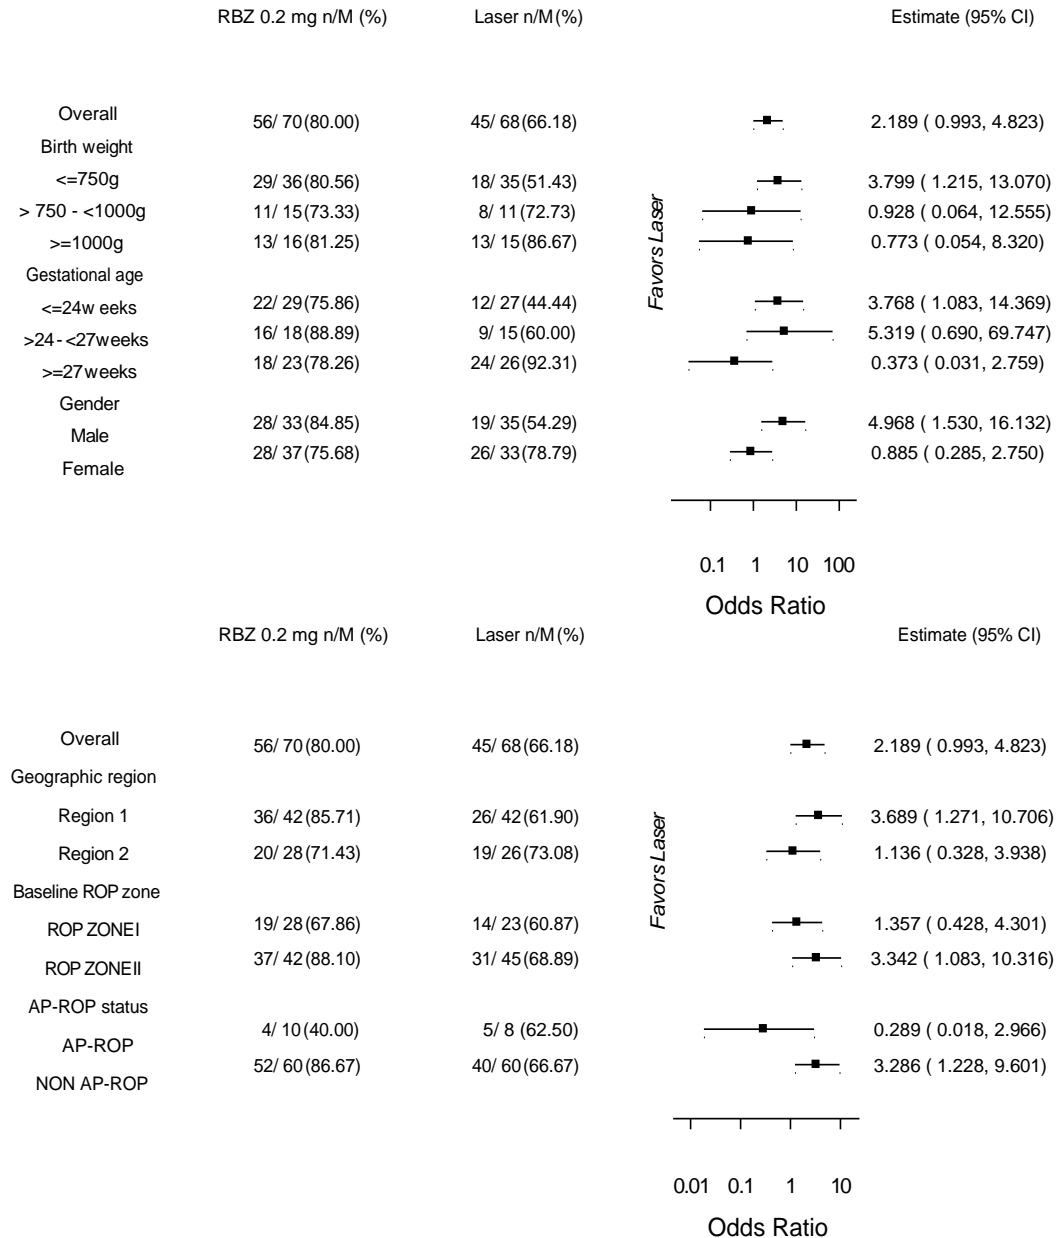 RBZ 0.2 mg n/M (%) Laser n/M(%) Estimate (95% CI)
Overall 56/ 70(80.00) 45/ 68(66.18) 2.189 ( 0.993, 4.823)
Birth weight
<=750g 29/ 36(80.56) 18/ 35(51.43) 3.799 ( 1.215, 13.070)
> 750 - <1000g 11/ 15(73.33) 8/ 11(72.73) 0.928 ( 0.064, 12.555)
>=1000g 13/ 16(81.25) 13/ 15(86.67) 0.773 ( 0.054, 8.320)
Gestational age
<=24w eeks 22/ 29(75.86) 12/ 27(44.44) 3.768 ( 1.083, 14.369)
>24-<27weeks 16/ 18(88.89) 9/ 15(60.00) 5.319 ( 0.690, 69.747)
>=27weeks 18/ 23(78.26) 24/ 26(92.31) 0.373 ( 0.031, 2.759)
Gender
Male 28/ 33(84.85) 19/ 35(54.29) 4.968 ( 1.530, 16.132)
Female 28/ 37(75.68) 26/ 33(78.79) 0.885 ( 0.285, 2.750)
Favors Laser
0.1 1 10 100
Odds Ratio
RBZ 0.2 mg n/M (%) Laser n/M(%) Estimate (95% CI)
Overall 56/ 70(80.00) 45/ 68(66.18) 2.189 ( 0.993, 4.823)
Geographic region
Region 1 36/ 42(85.71) 26/ 42(61.90) 3.689 ( 1.271, 10.706)
Region 2 20/ 28(71.43) 19/ 26(73.08) 1.136 ( 0.328, 3.938)
Baseline ROP zone
ROP ZONEI 19/ 28(67.86) 14/ 23(60.87) 1.357 ( 0.428, 4.301)
ROP ZONEII 37/ 42(88.10) 31/ 45(68.89) 3.342 ( 1.083, 10.316)
AP-ROP status
AP-ROP 4/ 10(40.00) 5/ 8 (62.50) 0.289 ( 0.018, 2.966)
NON AP-ROP 52/ 60(86.67) 40/ 60(66.67) 3.286 ( 1.228, 9.601)
Favors Laser
0.01 0.1 1 10
Odds Ratio